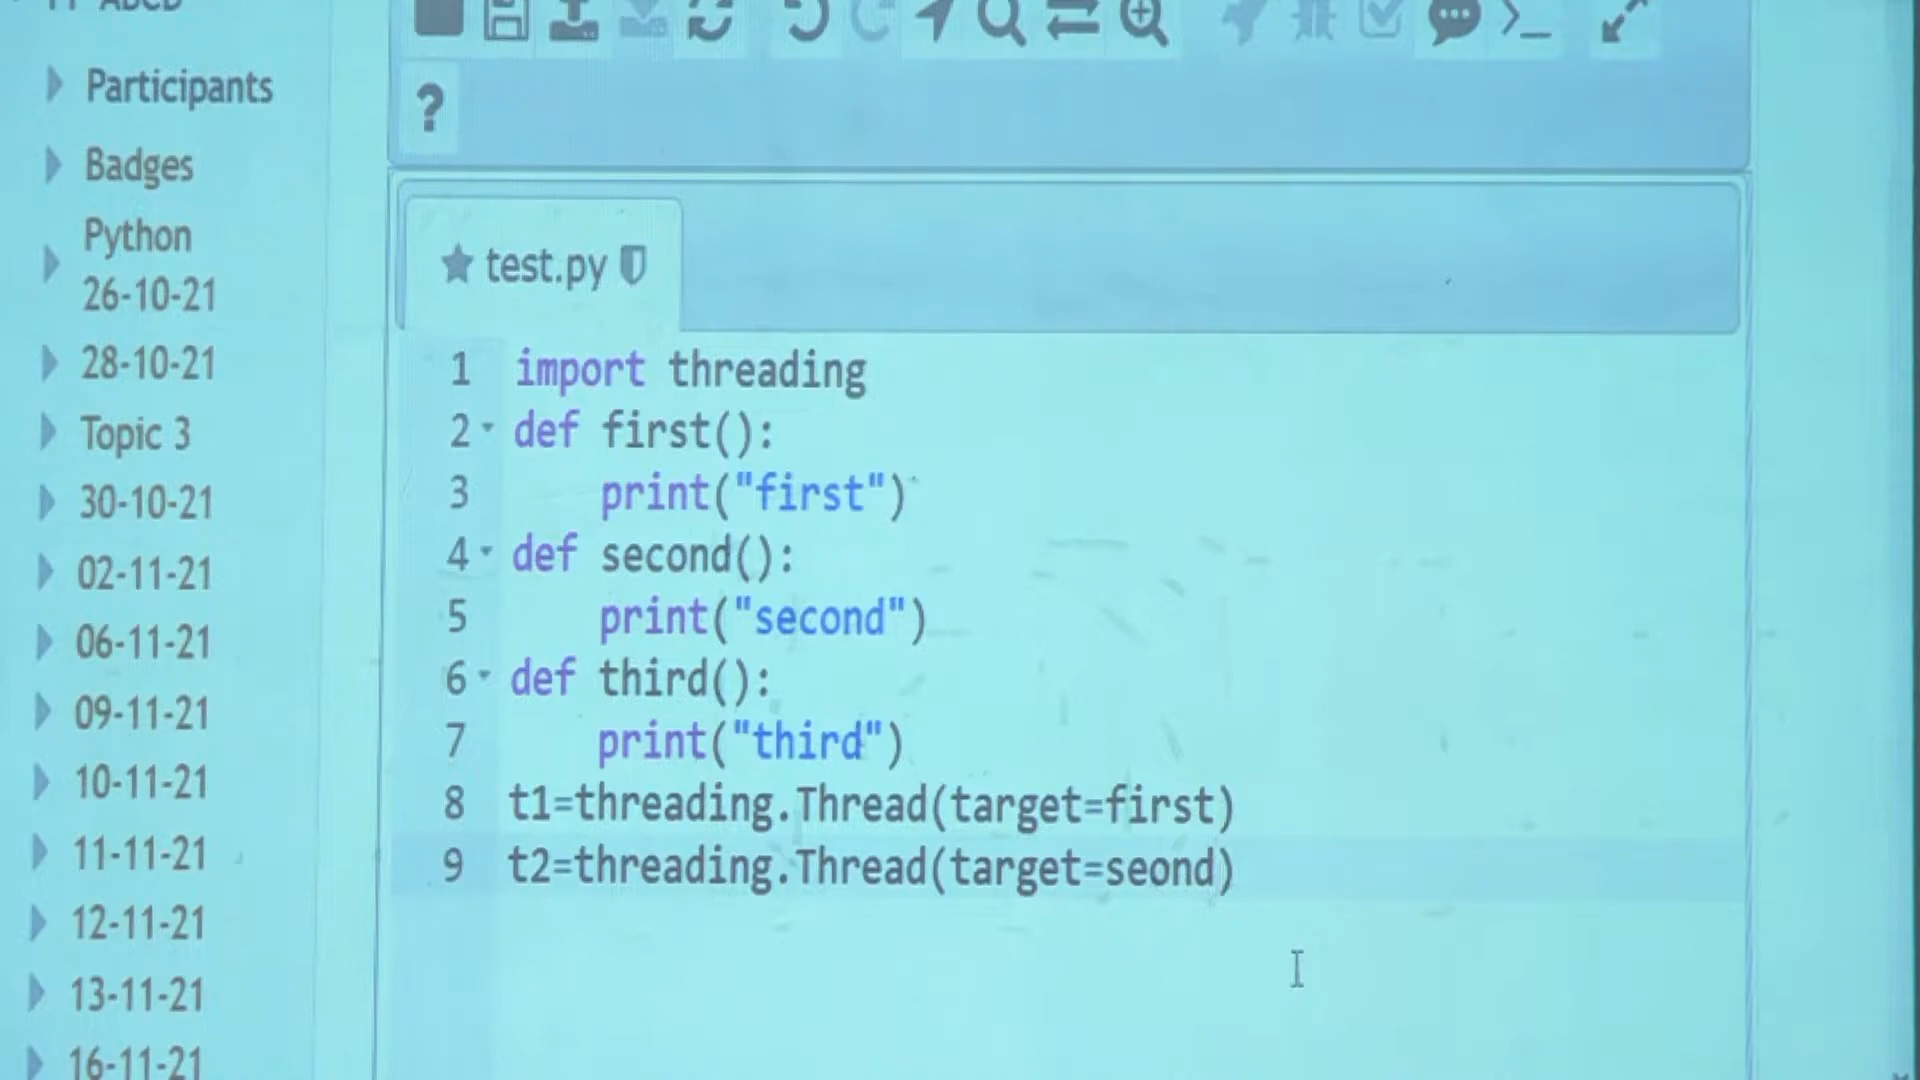 ABCD
Participants
Badges
Python
26-10-21
28-10-21
Topic 3
30-10-21
02-11-21
06-11-21
09-11-21
10-11-21
11-11-21
12-11-21
13-11-21
16-11-21
?
test.py
1 import threading
2 def first():
3 print("first")
4 def second():
5 print("second")
6 def third():
7 print("third")
8 t1=threading.Thread(target=first)
9 t2=threading.Thread(target=seond)